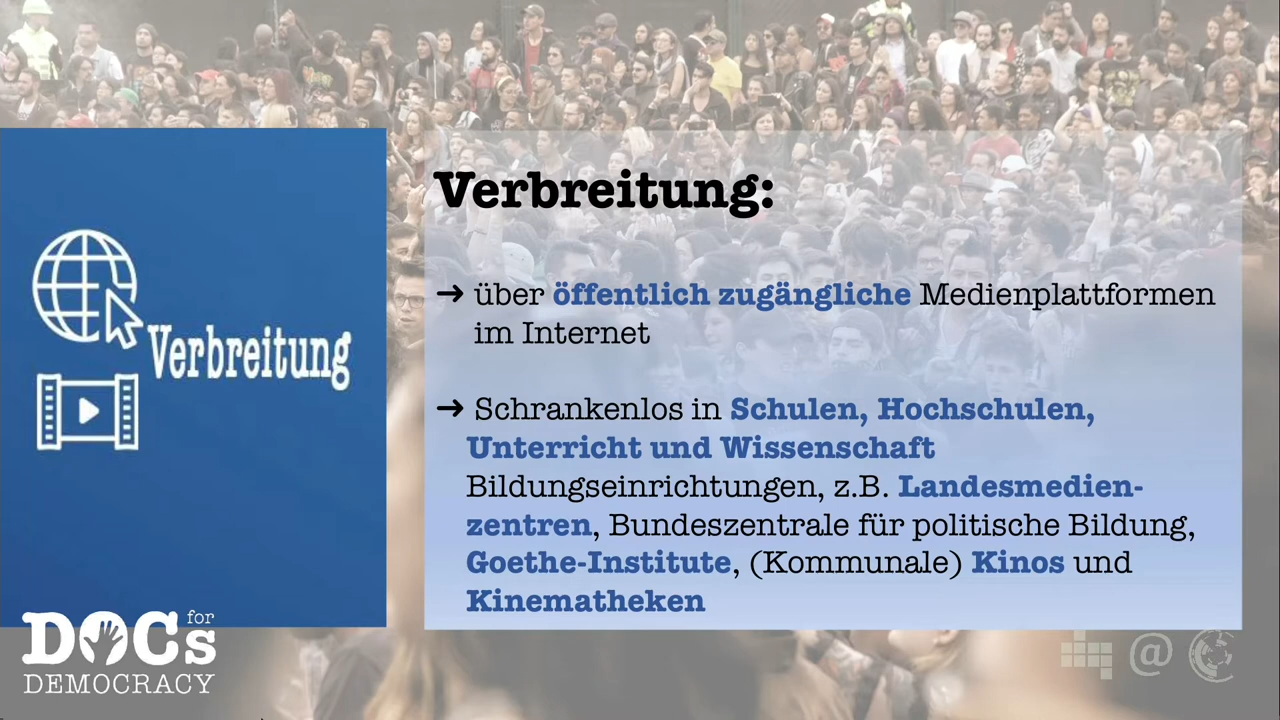 Verbreitung
Verbreitung:
➔ über öffentlich zugängliche Medienplattformen
im Internet
➔ Schrankenlos in Schulen, Hochschulen,
Unterricht und Wissenschaft
Bildungseinrichtungen, z.B. Landesmedien-
zentren, Bundeszentrale für politische Bildung,
Goethe-Institute, (Kommunale) Kinos und
Kinematheken
DOCs for
DEMOCRACY
@